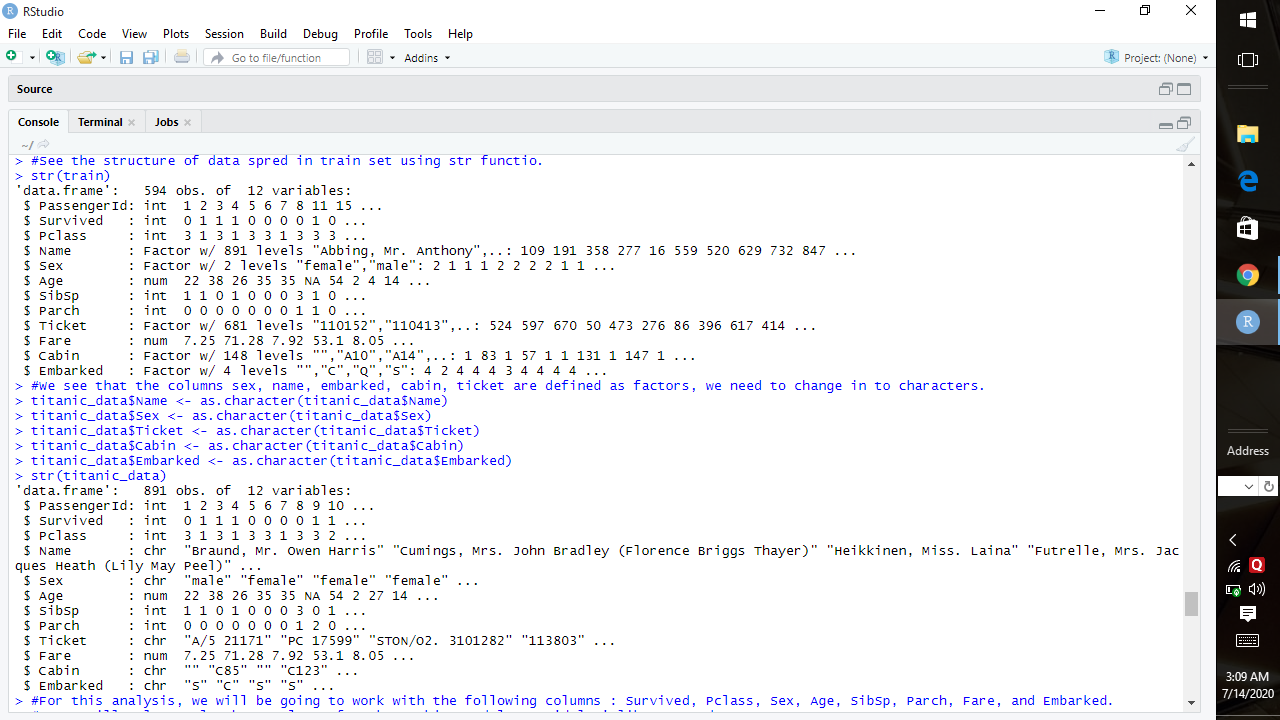 RStudio
File Edit Code View Plots Session Build Debug Profile Tools Help
Go to file/function Addins Project: (None)
Source
Console Terminal Jobs
~/
> #See the structure of data spred in train set using str functio.
> str(train)
'data.frame': 594 obs. of 12 variables:
$ PassengerId: int 1 2 3 4 5 6 7 8 11 15 ...
$ Survived : int 0 1 1 1 0 0 0 0 1 0 ...
$ Pclass : int 3 1 3 1 3 3 1 3 3 3 ...
$ Name : Factor w/ 891 levels "Abbing, Mr. Anthony",..: 109 191 358 277 16 559 520 629 732 847 ...
$ Sex : Factor w/ 2 levels "female","male": 2 1 1 1 2 2 2 2 1 1 ...
$ Age : num 22 38 26 35 35 NA 54 2 4 14 ...
$ SibSp : int 1 1 0 1 0 0 0 3 1 0 ...
$ Parch : int 0 0 0 0 0 0 0 1 1 0 ...
$ Ticket : Factor w/ 681 levels "110152","110413",..: 524 597 670 50 473 276 86 396 617 414 ...
$ Fare : num 7.25 71.28 7.92 53.1 8.05 ...
$ Cabin : Factor w/ 148 levels "","A10","A14",..: 1 83 1 57 1 1 131 1 147 1 ...
$ Embarked : Factor w/ 4 levels "","C","Q","S": 4 2 4 4 4 3 4 4 4 4 ...
> #We see that the columns sex, name, embarked, cabin, ticket are defined as factors, we need to change in to characters.
> titanic_data$Name <- as.character(titanic_data$Name)
> titanic_data$Sex <- as.character(titanic_data$Sex)
> titanic_data$Ticket <- as.character(titanic_data$Ticket)
> titanic_data$Cabin <- as.character(titanic_data$Cabin)
> titanic_data$Embarked <- as.character(titanic_data$Embarked)
> str(titanic_data)
'data.frame': 891 obs. of 12 variables:
$ PassengerId: int 1 2 3 4 5 6 7 8 9 10 ...
$ Survived : int 0 1 1 1 0 0 0 0 1 1 ...
$ Pclass : int 3 1 3 1 3 3 1 3 3 2 ...
$ Name : chr "Braund, Mr. Owen Harris" "Cumings, Mrs. John Bradley (Florence Briggs Thayer)" "Heikkinen, Miss. Laina" "Futrelle, Mrs. Jac
ques Heath (Lily May Peel)" ...
$ Sex : chr "male" "female" "female" "female" ...
$ Age : num 22 38 26 35 35 NA 54 2 27 14 ...
$ SibSp : int 1 1 0 1 0 0 0 3 0 1 ...
$ Parch : int 0 0 0 0 0 0 0 1 2 0 ...
$ Ticket : chr "A/5 21171" "PC 17599" "STON/O2. 3101282" "113803" ...
$ Fare : num 7.25 71.28 7.92 53.1 8.05 ...
$ Cabin : chr "" "C85" "" "C123" ...
$ Embarked : chr "S" "C" "S" "S" ...
> #For this analysis, we will be going to work with the following columns : Survived, Pclass, Sex, Age, SibSp, Parch, Fare, and Embarked.
Address
3:09 AM
7/14/2020